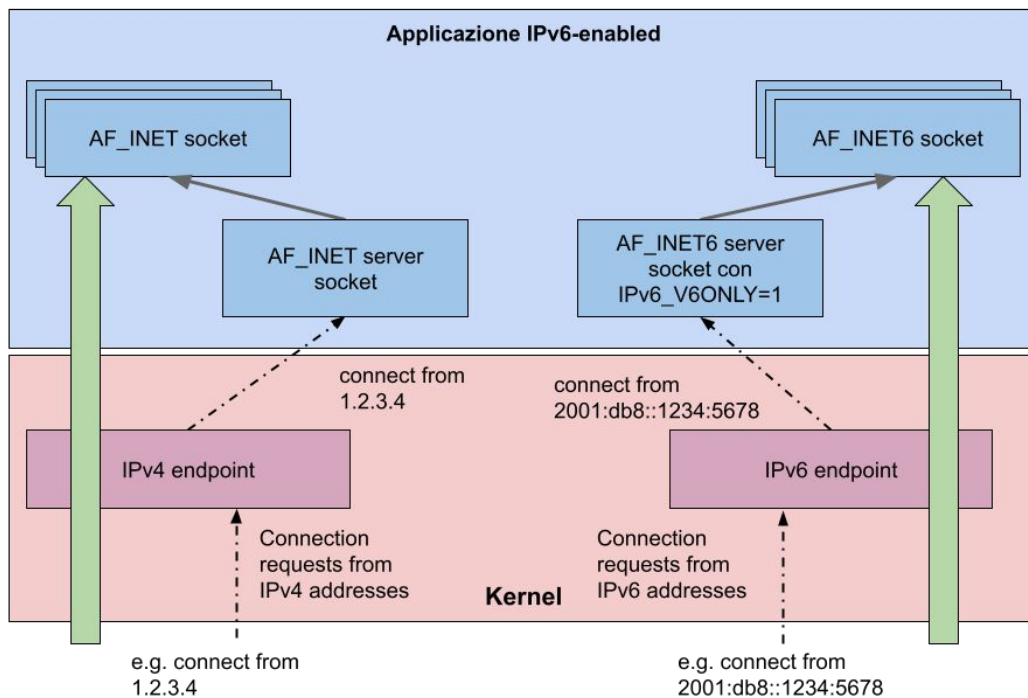 Applicazione IPv6-enabled
AF_INET socket
AF_INET6 socket
AF_INET server
socket
AF_INET6 server
socket con
IPv6_V6ONLY=1
connect from
1.2.3.4
connect from
2001:db8::1234:5678
IPv4 endpoint
IPv6 endpoint
Connection
requests from
IPv4 addresses
Connection
requests from
IPv6 addresses
Kernel
e.g. connect from
1.2.3.4
e.g. connect from
2001:db8::1234:5678